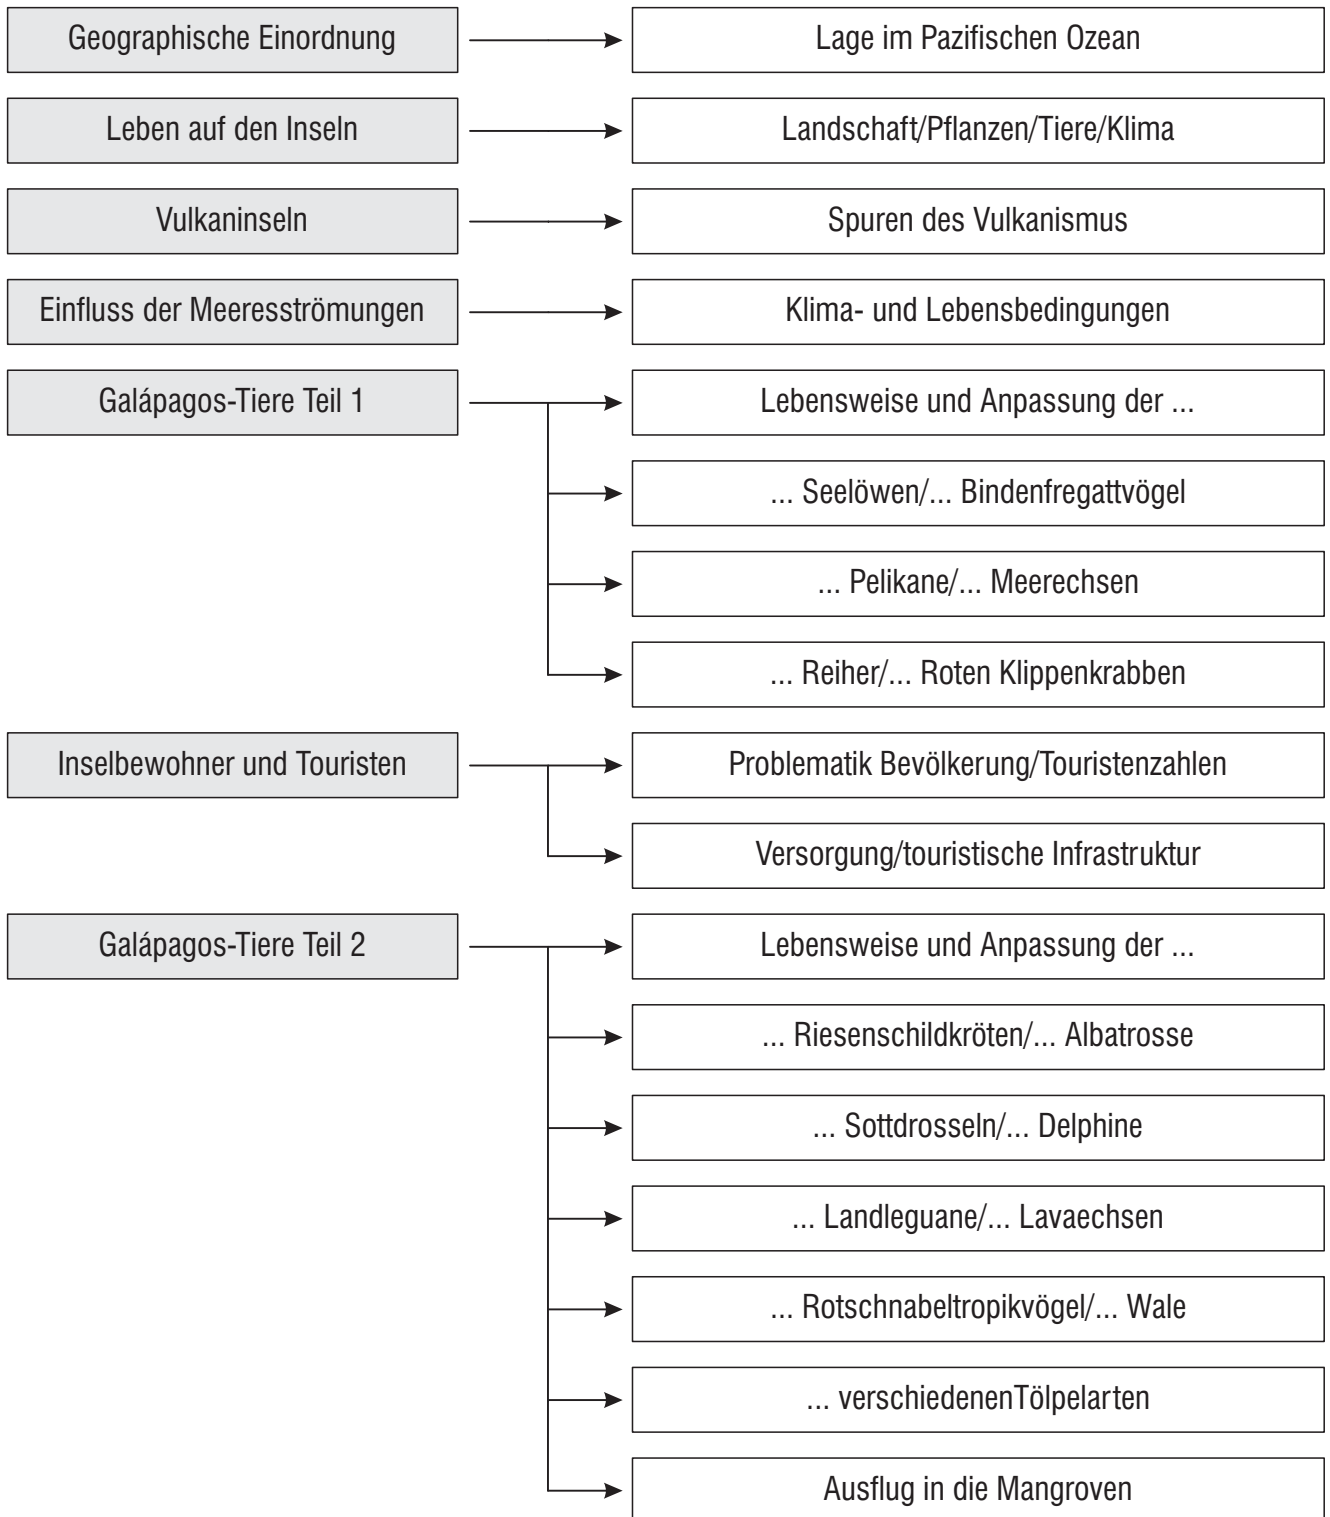 Geographische Einordnung
Lage im Pazifischen Ozean
Leben auf den Inseln
Landschaft/Pflanzen/Tiere/Klima
Vulkaninseln
Spuren des Vulkanismus
Einfluss der Meeresströmungen
Klima- und Lebensbedingungen
Galápagos-Tiere Teil 1
Lebensweise und Anpassung der ...
... Seelöwen/... Bindenfregattvögel
... Pelikane/... Meerechsen
... Reiher/... Roten Klippenkrabben
Inselbewohner und Touristen
Problematik Bevölkerung/Touristenzahlen
Versorgung/touristische Infrastruktur
Galápagos-Tiere Teil 2
Lebensweise und Anpassung der ...
... Riesenschildkröten/... Albatrosse
... Sottdrosseln/... Delphine
... Landleguane/... Lavaechsen
... Rotschnabeltropikvögel/... Wale
... verschiedenenTölpelarten
Ausflug in die Mangroven